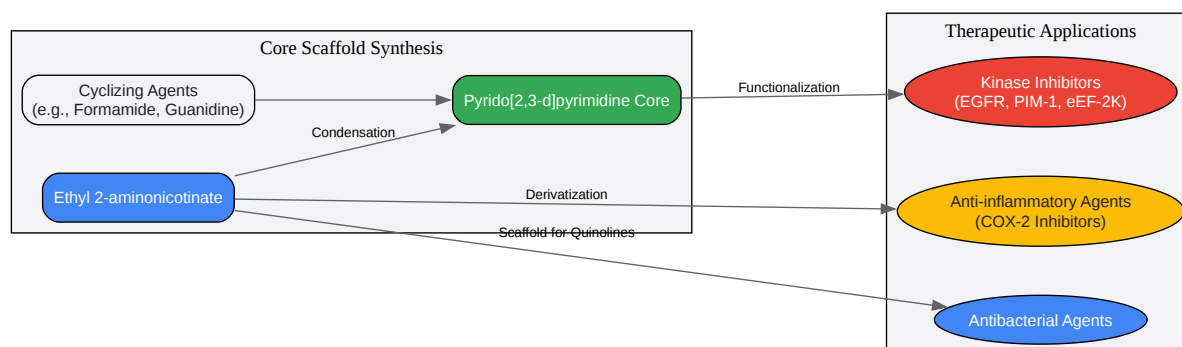 Core Scaffold Synthesis
Cyclizing Agents
(e.g., Formamide, Guanidine)
Pyrido[2,3-d]pyrimidine Core
Condensation
Ethyl 2-aminonicotinate
Functionalization
Derivatization
Scaffold for Quinolines
Therapeutic Applications
Kinase Inhibitors
(EGFR, PIM-1, eEF-2K)
Anti-inflammatory Agents
(COX-2 Inhibitors)
Antibacterial Agents